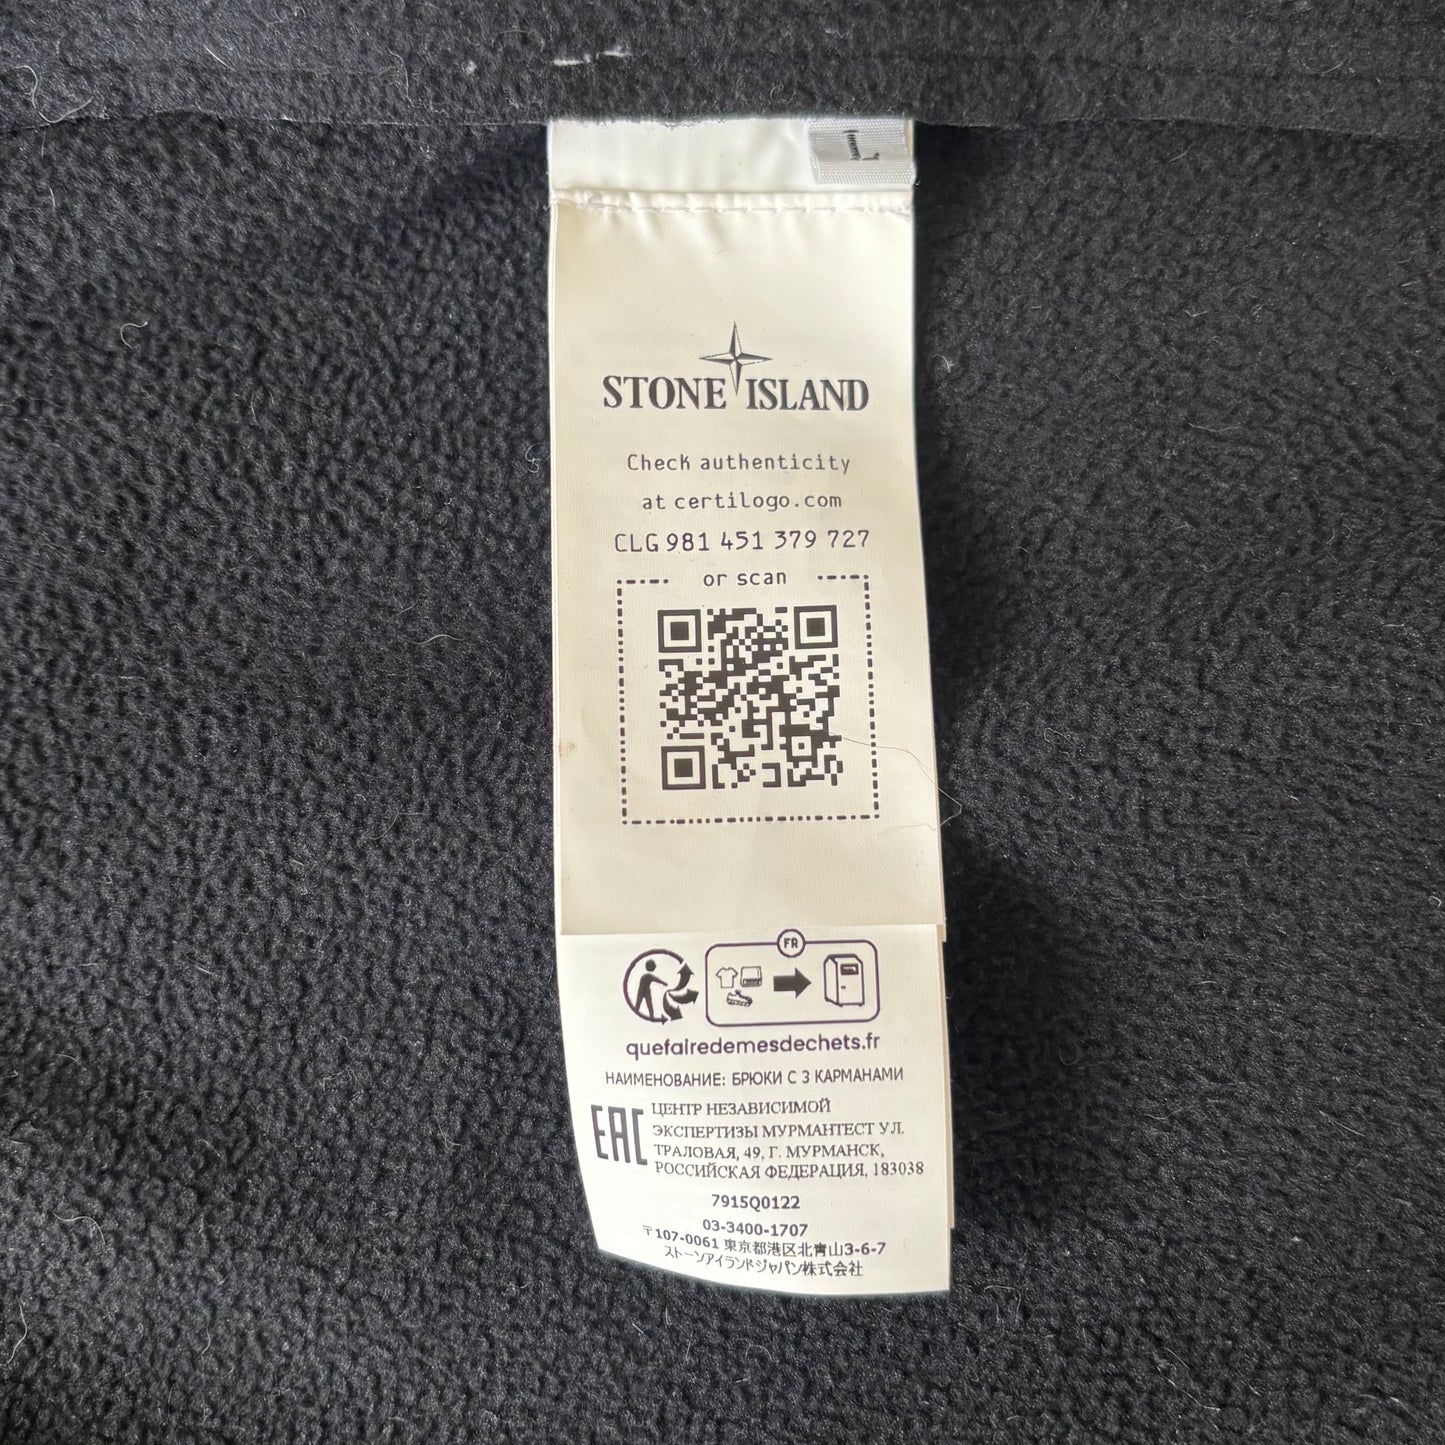 L
STONE ISLAND
Check authenticity
at certilogo.com
CLG 981 451 379 727
or scan
FR
quefairedemesdechets.fr
НАИМЕНОВАНИЕ: БРЮКИ С 3 КАРМАНАМИ
EAC
ЦЕНТР НЕЗАВИСИМОЙ
ЭКСПЕРТИЗЫ МУРМАНТЕСТ УЛ.
ТРАЛОВАЯ, 49, Г. МУРМАНСК,
РОССИЙСКАЯ ФЕДЕРАЦИЯ, 183038
7915Q0122
03-3400-1707
〒107-0061 東京都港区北青山3-6-7
ストーンアイランドジャパン株式会社